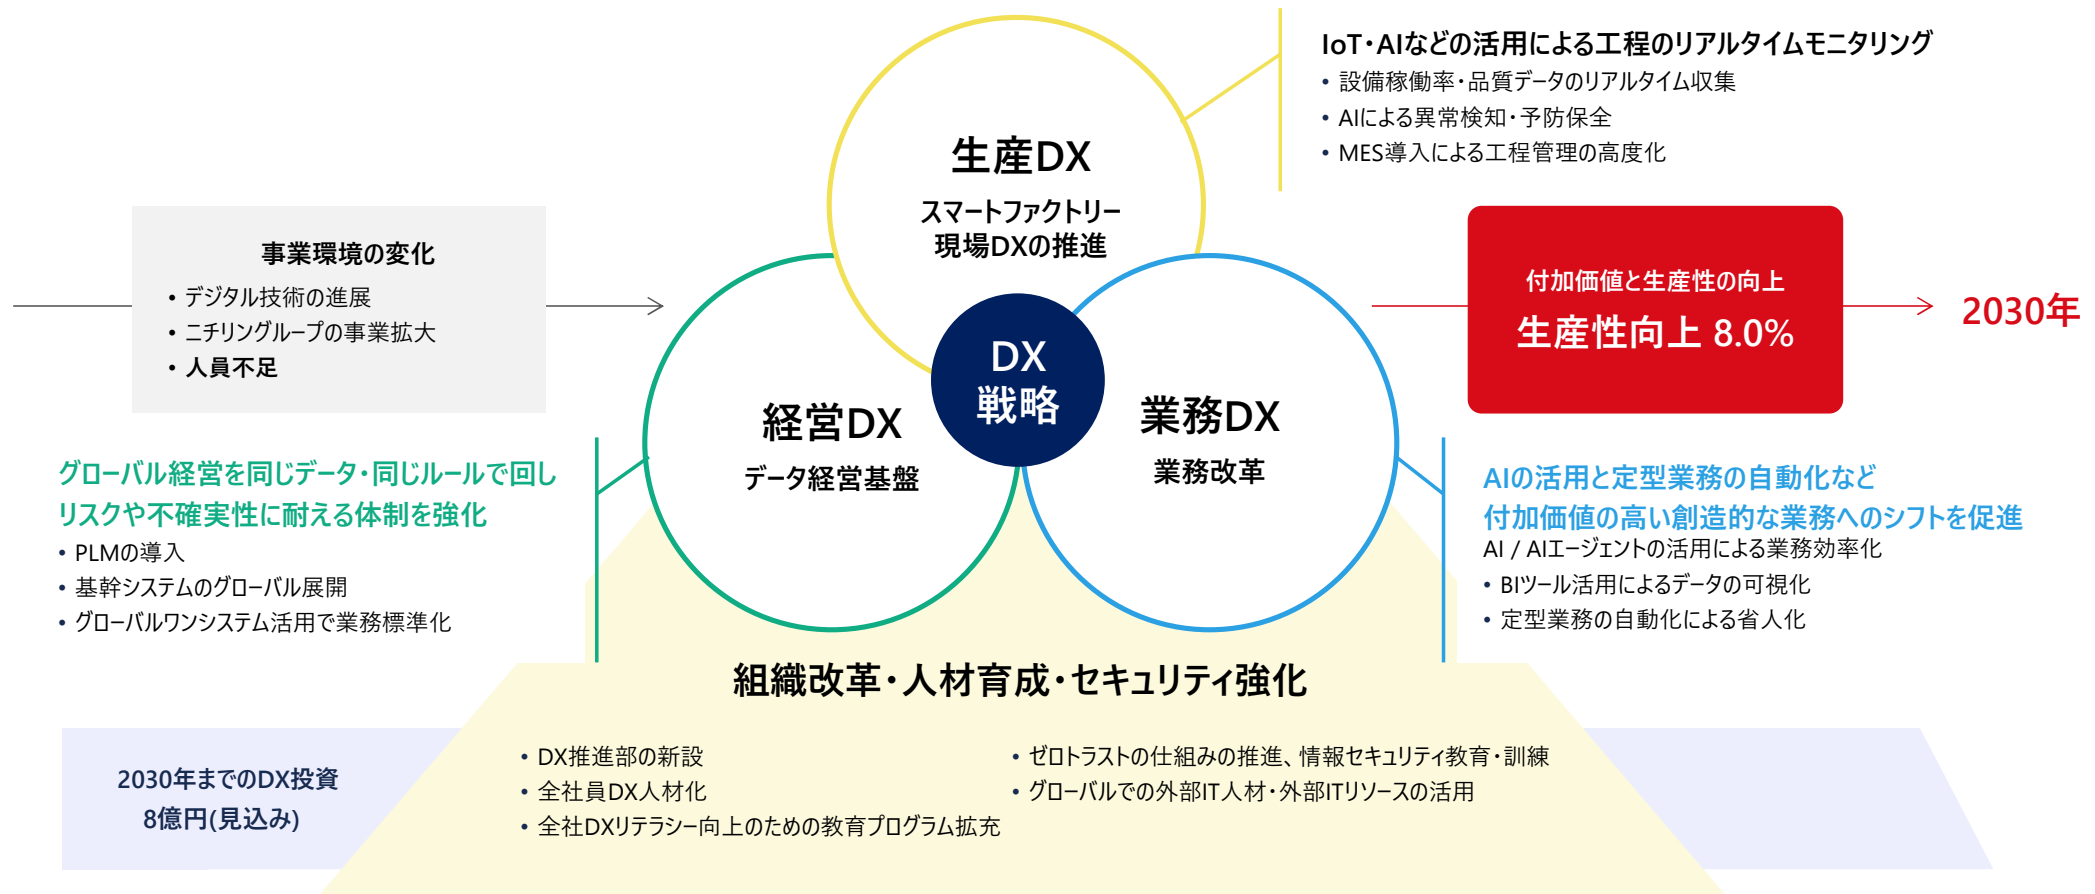 IoT・AIなどの活用による工程のリアルタイムモニタリング
• 設備稼働率・品質データのリアルタイム収集
• AIによる異常検知・予防保全
• MES導入による工程管理の高度化
生産DX
スマートファクトリー
現場DXの推進
事業環境の変化
• デジタル技術の進展
• ニチリングループの事業拡大
• 人員不足
付加価値と生産性の向上
生産性向上 8.0%
2030年
DX
戦略
経営DX
データ経営基盤
業務DX
業務改革
グローバル経営を同じデータ・同じルールで回し
リスクや不確実性に耐える体制を強化
• PLMの導入
• 基幹システムのグローバル展開
• グローバルワンシステム活用で業務標準化
AIの活用と定型業務の自動化など
付加価値の高い創造的な業務へのシフトを促進
AI / AIエージェントの活用による業務効率化
• BIツール活用によるデータの可視化
• 定型業務の自動化による省人化
組織改革・人材育成・セキュリティ強化
2030年までのDX投資
8億円(見込み)
• DX推進部の新設
• 全社員DX人材化
• 全社DXリテラシー向上のための教育プログラム拡充
• ゼロトラストの仕組みの推進、情報セキュリティ教育・訓練
• グローバルでの外部IT人材・外部ITリソースの活用